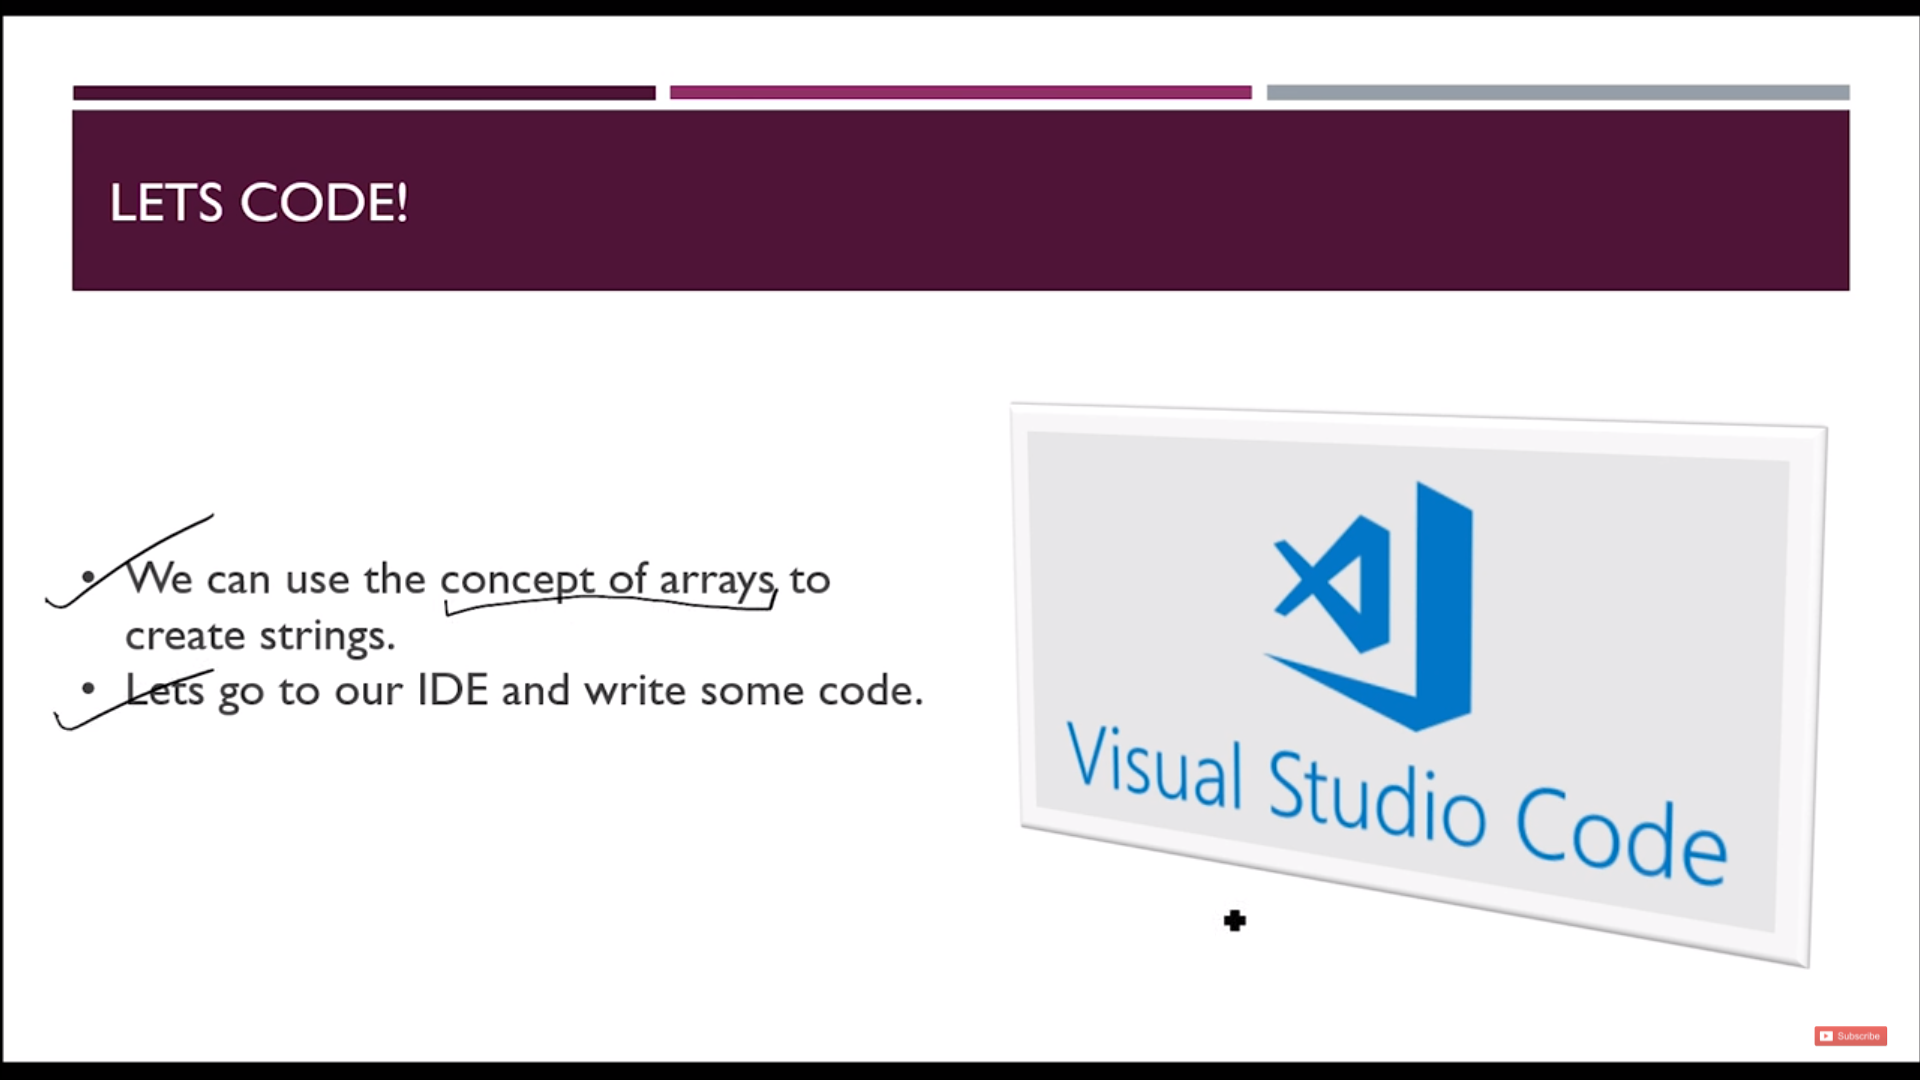 LETS CODE!
• We can use the concept of arrays to
create strings.
• Lets go to our IDE and write some code.
Visual Studio Code
Subscribe